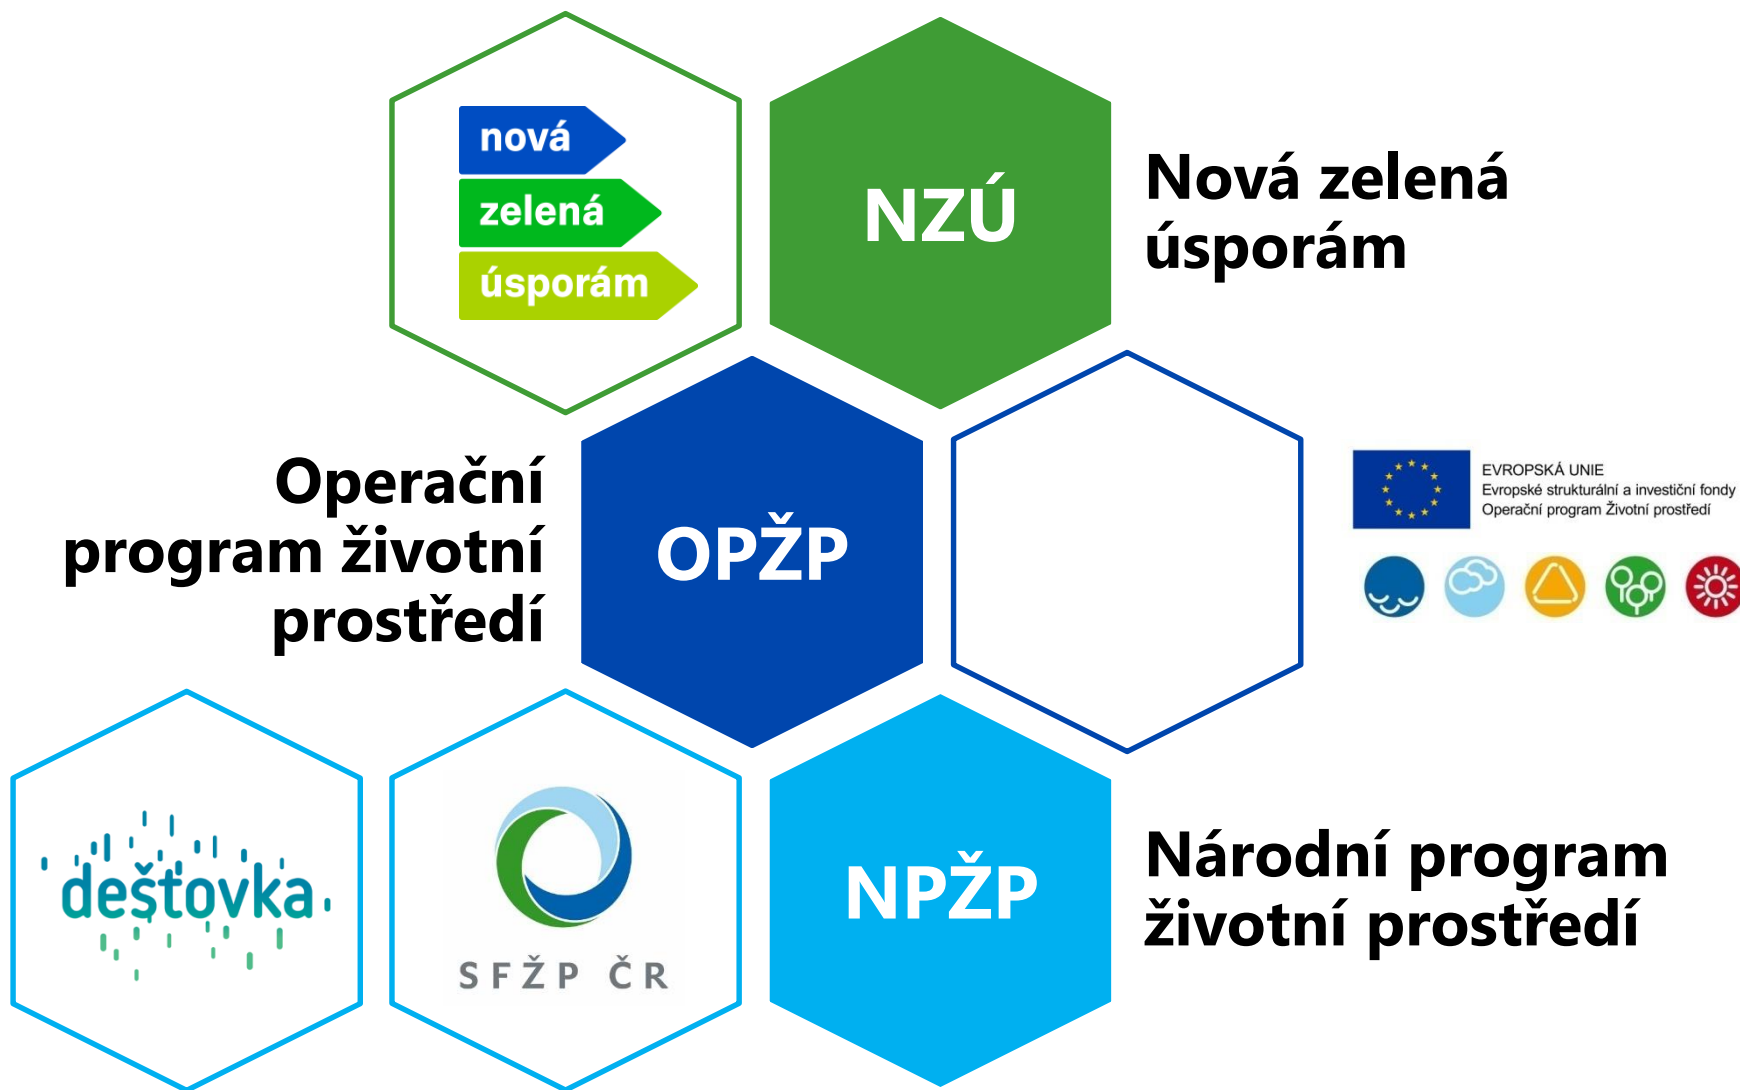 nová
zelená
úsporám
NZÚ
Nová zelená
úsporám
Operační
program životní
prostředí
OPŽP
EVROPSKÁ UNIE
Evropské strukturální a investiční fondy
Operační program Životní prostředí
dešťovka
SFŽP ČR
NPŽP
Národní program
životní prostředí